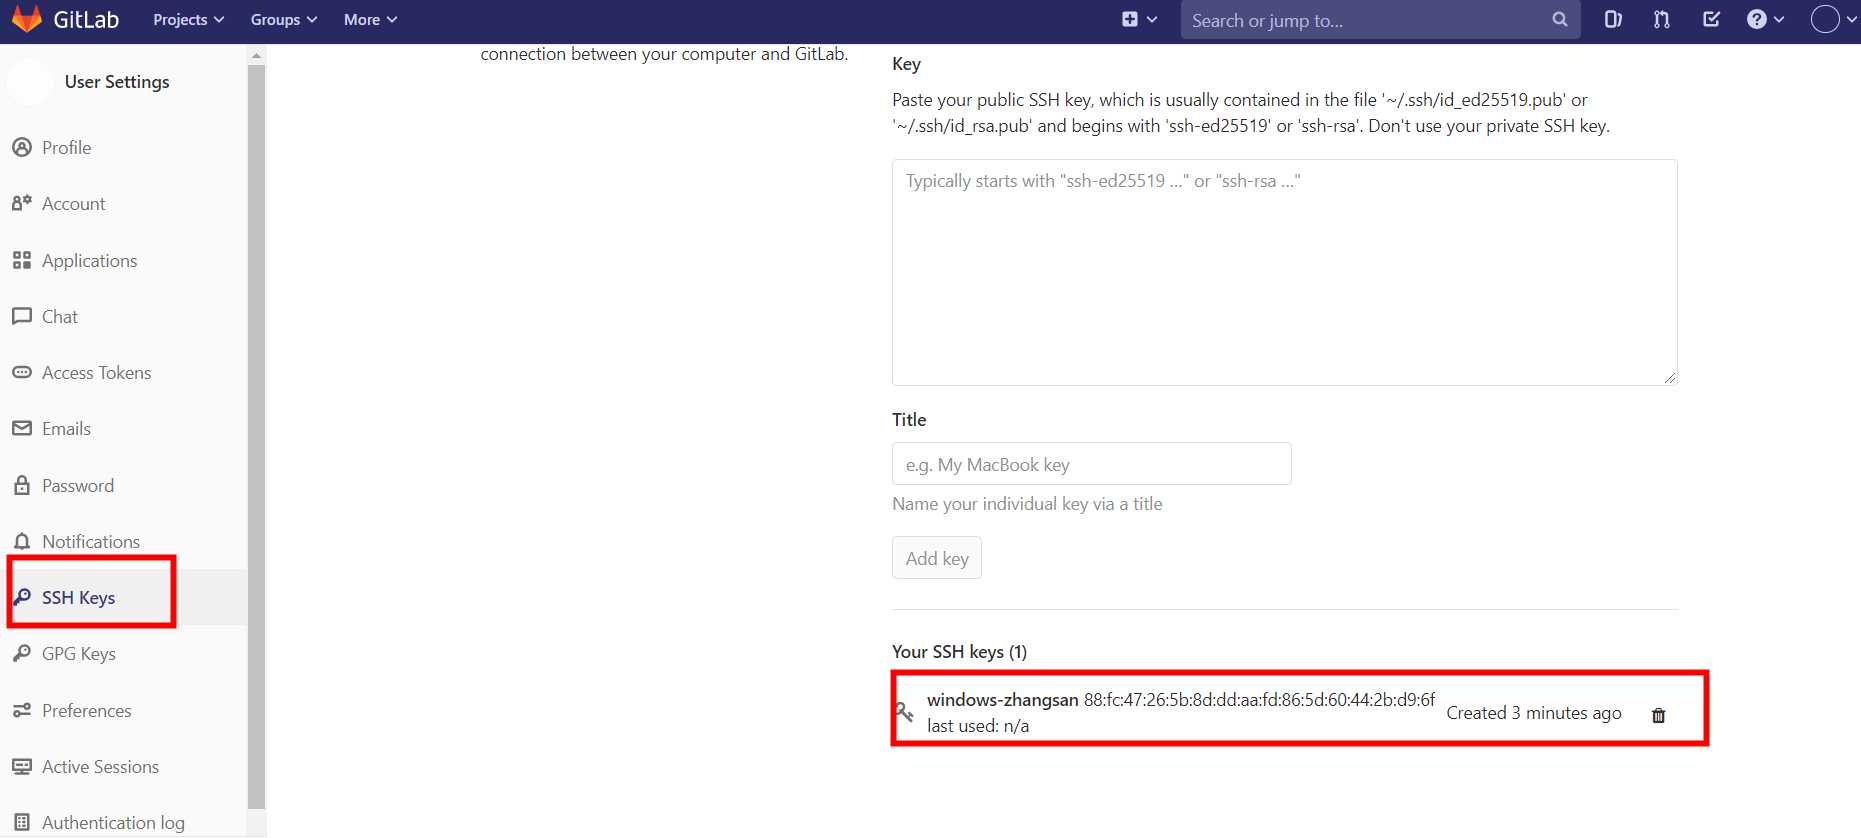 GitLab Projects Groups More Search or jump to...
User Settings
Profile
Account
Applications
Chat
Access Tokens
Emails
Password
Notifications
SSH Keys
GPG Keys
Preferences
Active Sessions
Authentication log
connection between your computer and GitLab.
Key
Paste your public SSH key, which is usually contained in the file '~/.ssh/id_ed25519.pub' or
'~/.ssh/id_rsa.pub' and begins with 'ssh-ed25519' or 'ssh-rsa'. Don't use your private SSH key.
Typically starts with "ssh-ed25519 ..." or "ssh-rsa ..."
Title
e.g. My MacBook key
Name your individual key via a title
Add key
Your SSH keys (1)
windows-zhangsan 88:fc:47:26:5b:8d:dd:aa:fd:86:5d:60:44:2b:d9:6f
last used: n/a
Created 3 minutes ago